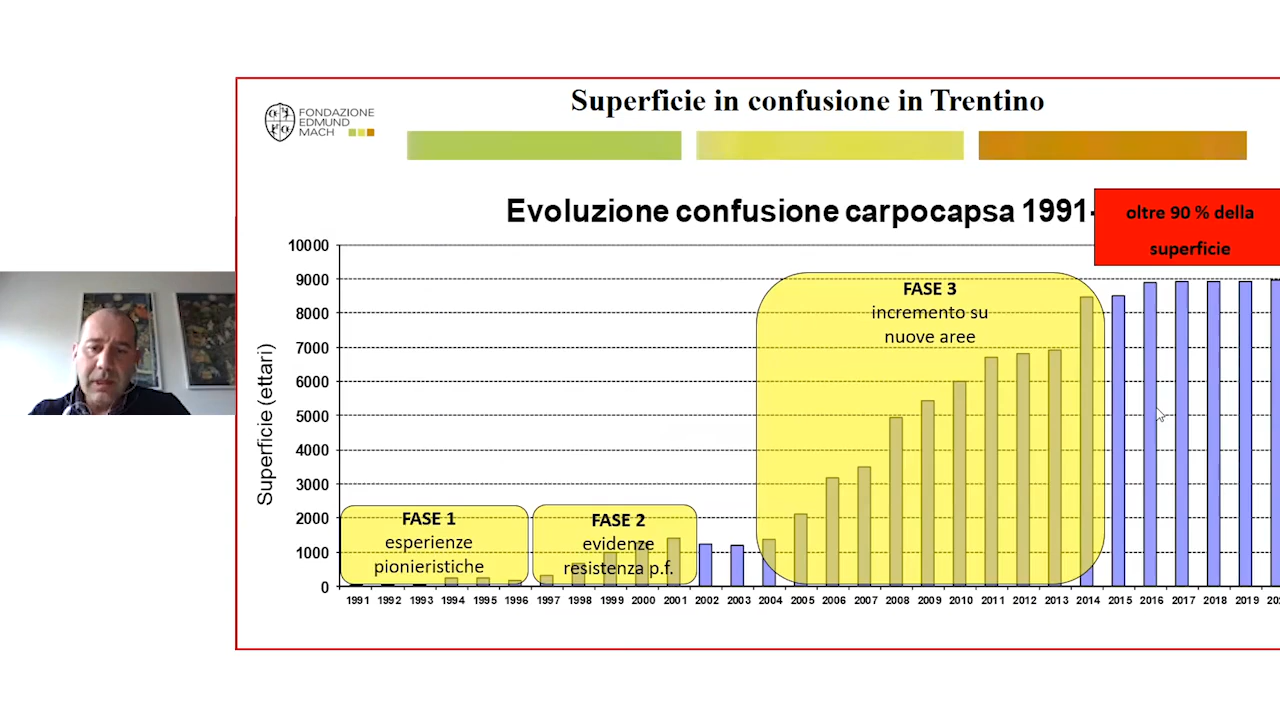 FONDAZIONE
EDMUND
MACH
Superficie in confusione in Trentino
Evoluzione confusione carpocapsa 1991-
oltre 90 % della
superficie
Superficie (ettari)
10000
9000
8000
7000
6000
5000
4000
3000
2000
1000
0
FASE 1
esperienze
pionieristiche
FASE 2
evidenze
resistenza p.f.
FASE 3
incremento su
nuove aree
1991 1992 1993 1994 1995 1996 1997 1998 1999 2000 2001 2002 2003 2004 2005 2006 2007 2008 2009 2010 2011 2012 2013 2014 2015 2016 2017 2018 2019